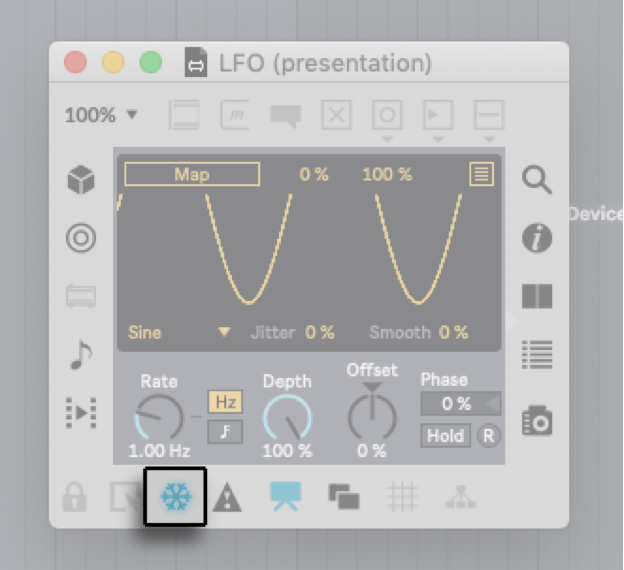 LFO (presentation)
100%
m
Map 0 % 100 %
Device
Sine Jitter 0 % Smooth 0 %
Rate Depth Offset Phase
Hz 0 %
Hold R
1.00 Hz 100 % 0 %